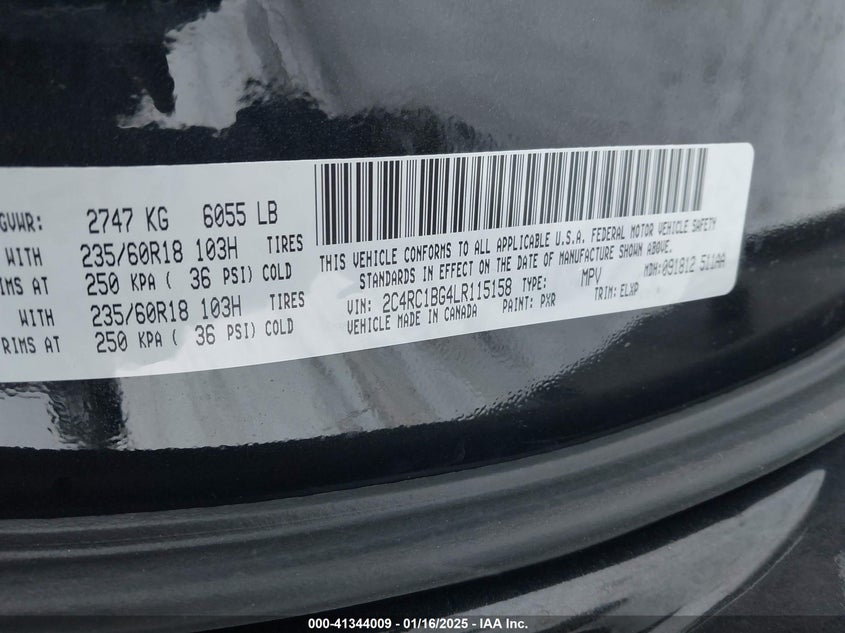 GVWR: 2747 KG 6055 LB
WITH 235/60R18 103H TIRES
RIMS AT 250 KPA ( 36 PSI) COLD
WITH 235/60R18 103H TIRES
RIMS AT 250 KPA ( 36 PSI) COLD
THIS VEHICLE CONFORMS TO ALL APPLICABLE U.S.A. FEDERAL MOTOR VEHICLE SAFETY
STANDARDS IN EFFECT ON THE DATE OF MANUFACTURE SHOWN ABOVE.
VIN: 2C4RC1BG4LR115158 TYPE: MPV MDH: 091812 511AA
VEHICLE MADE IN CANADA PAINT: PXR TRIM: ELXP
000-41344009 - 01/16/2025 - IAA Inc.